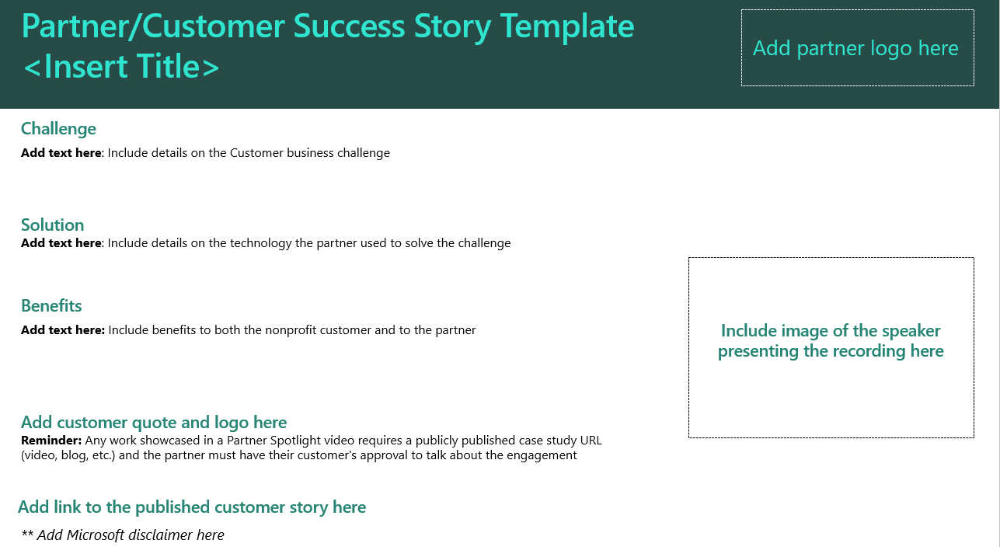 Partner/Customer Success Story Template
<Insert Title>
Add partner logo here
Challenge
Add text here: Include details on the Customer business challenge
Solution
Add text here: Include details on the technology the partner used to solve the challenge
Benefits
Add text here: Include benefits to both the nonprofit customer and to the partner
Include image of the speaker
presenting the recording here
Add customer quote and logo here
Reminder: Any work showcased in a Partner Spotlight video requires a publicly published case study URL
(video, blog, etc.) and the partner must have their customer's approval to talk about the engagement
Add link to the published customer story here
** Add Microsoft disclaimer here